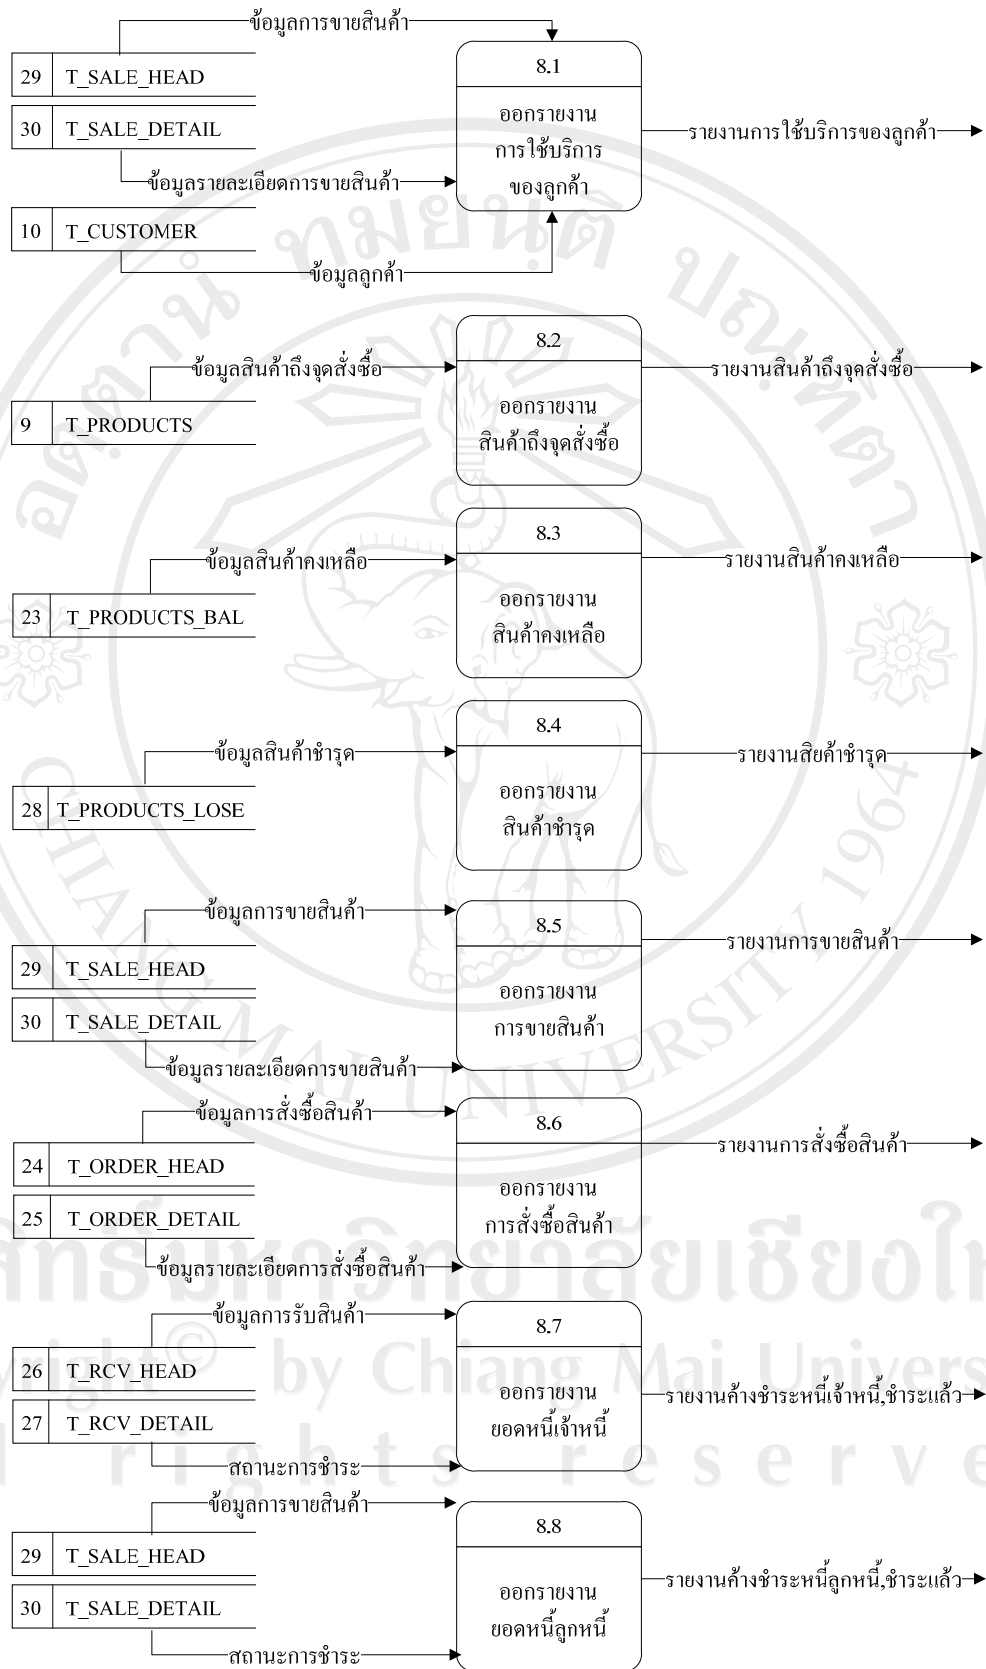 ข้อมูลการขายสินค้า
29 T_SALE_HEAD
30 T_SALE_DETAIL
ข้อมูลรายละเอียดการขายสินค้า
10 T_CUSTOMER
ข้อมูลลูกค้า
8.1
ออกรายงาน
การใช้บริการ
ของลูกค้า
รายงานการใช้บริการของลูกค้า
ข้อมูลสินค้าถึงจุดสั่งซื้อ
9 T_PRODUCTS
8.2
ออกรายงาน
สินค้าถึงจุดสั่งซื้อ
รายงานสินค้าถึงจุดสั่งซื้อ
ข้อมูลสินค้าคงเหลือ
23 T_PRODUCTS_BAL
8.3
ออกรายงาน
สินค้าคงเหลือ
รายงานสินค้าคงเหลือ
ข้อมูลสินค้าชำรุด
28 T_PRODUCTS_LOSE
8.4
ออกรายงาน
สินค้าชำรุด
รายงานสิยค้าชำรุด
ข้อมูลการขายสินค้า
29 T_SALE_HEAD
30 T_SALE_DETAIL
ข้อมูลรายละเอียดการขายสินค้า
8.5
ออกรายงาน
การขายสินค้า
รายงานการขายสินค้า
ข้อมูลการสั่งซื้อสินค้า
24 T_ORDER_HEAD
25 T_ORDER_DETAIL
ข้อมูลรายละเอียดการสั่งซื้อสินค้า
8.6
ออกรายงาน
การสั่งซื้อสินค้า
รายงานการสั่งซื้อสินค้า
ข้อมูลการรับสินค้า
26 T_RCV_HEAD
27 T_RCV_DETAIL
สถานะการชำระ
8.7
ออกรายงาน
ยอดหนี้เจ้าหนี้
รายงานค้างชำระหนี้เจ้าหนี้,ชำระแล้ว
ข้อมูลการขายสินค้า
29 T_SALE_HEAD
30 T_SALE_DETAIL
สถานะการชำระ
8.8
ออกรายงาน
ยอดหนี้ลูกหนี้
รายงานค้างชำระหนี้ลูกหนี้,ชำระแล้ว
CHIANG MAI UNIVERSITY 1964
by Chiang Mai
rights